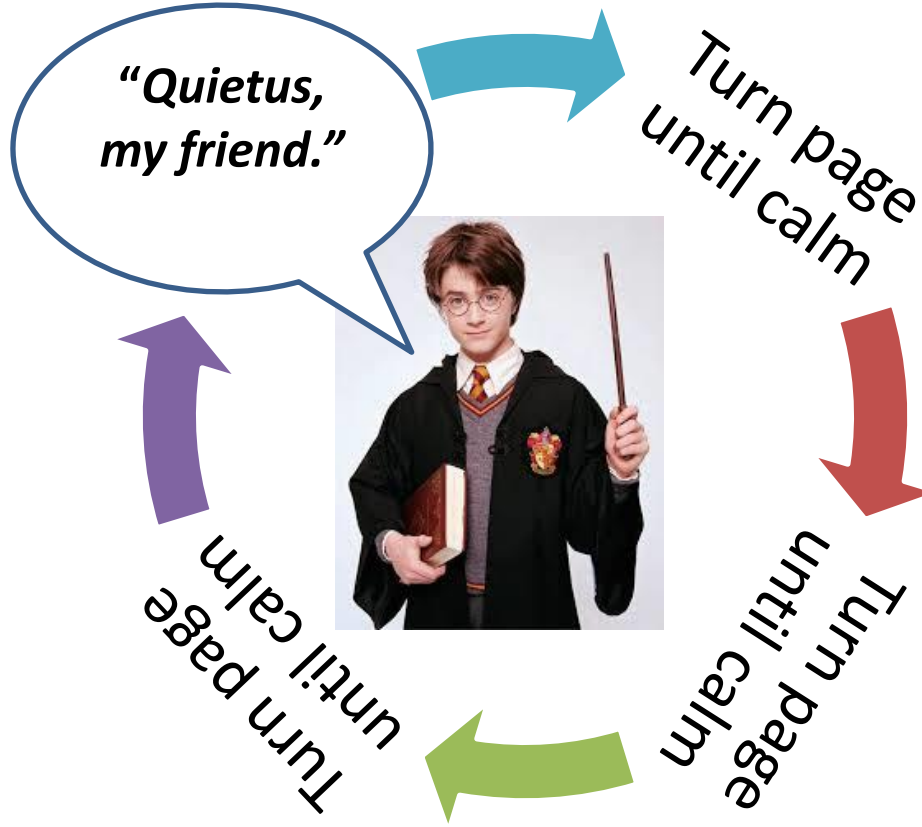 “Quietus,
my friend.”
Turn page
until calm
Turn page
until calm
Turn page
until calm